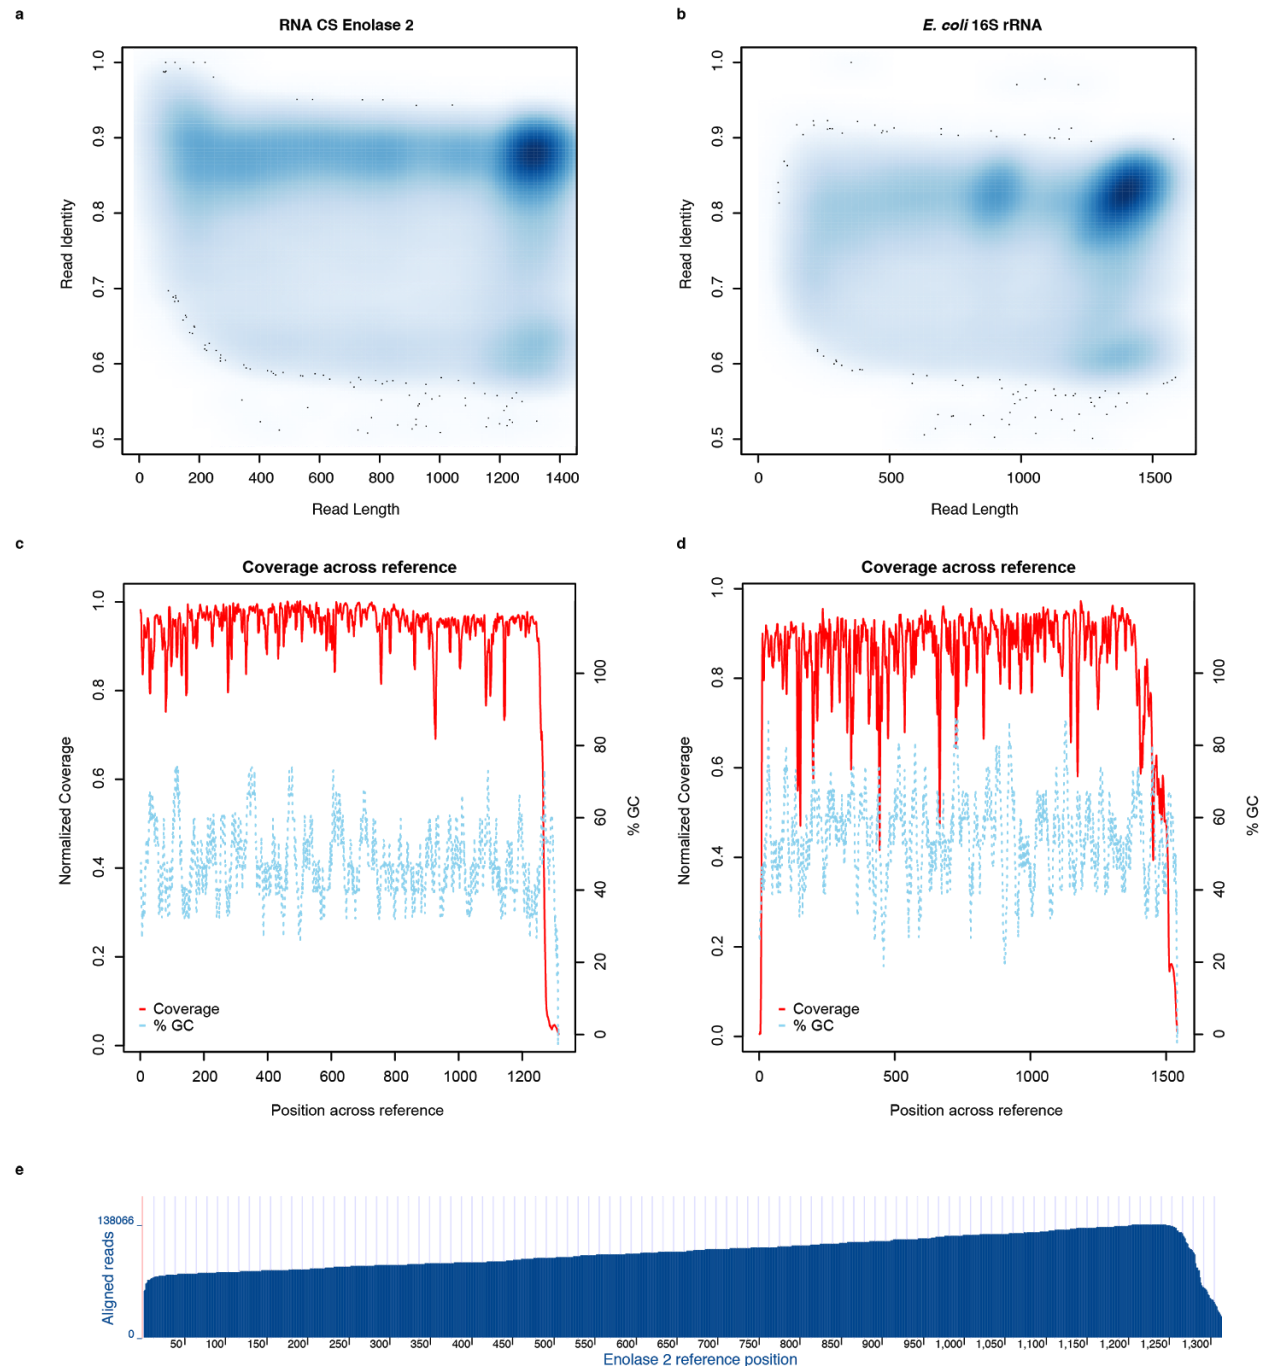 a
RNA CS Enolase 2
1.0
0.9
0.8
0.7
0.6
0.5
Read Identity
0 200 400 600 800 1000 1200 1400
Read Length
b
E. coli 16S rRNA
1.0
0.9
0.8
0.7
0.6
0.5
Read Identity
0 500 1000 1500
Read Length
c
Coverage across reference
1.0
0.8
0.6
0.4
0.2
0.0
Normalized Coverage
100
80
60
40
20
0
% GC
Coverage
% GC
0 200 400 600 800 1000 1200
Position across reference
d
Coverage across reference
1.0
0.8
0.6
0.4
0.2
0.0
Normalized Coverage
100
80
60
40
20
0
% GC
Coverage
% GC
0 500 1000 1500
Position across reference
e
138066
Aligned reads
0
50 100 150 200 250 300 350 400 450 500 550 600 650 700 750 800 850 900 950 1,000 1,050 1,100 1,150 1,200 1,250 1,300
Enolase 2 reference position